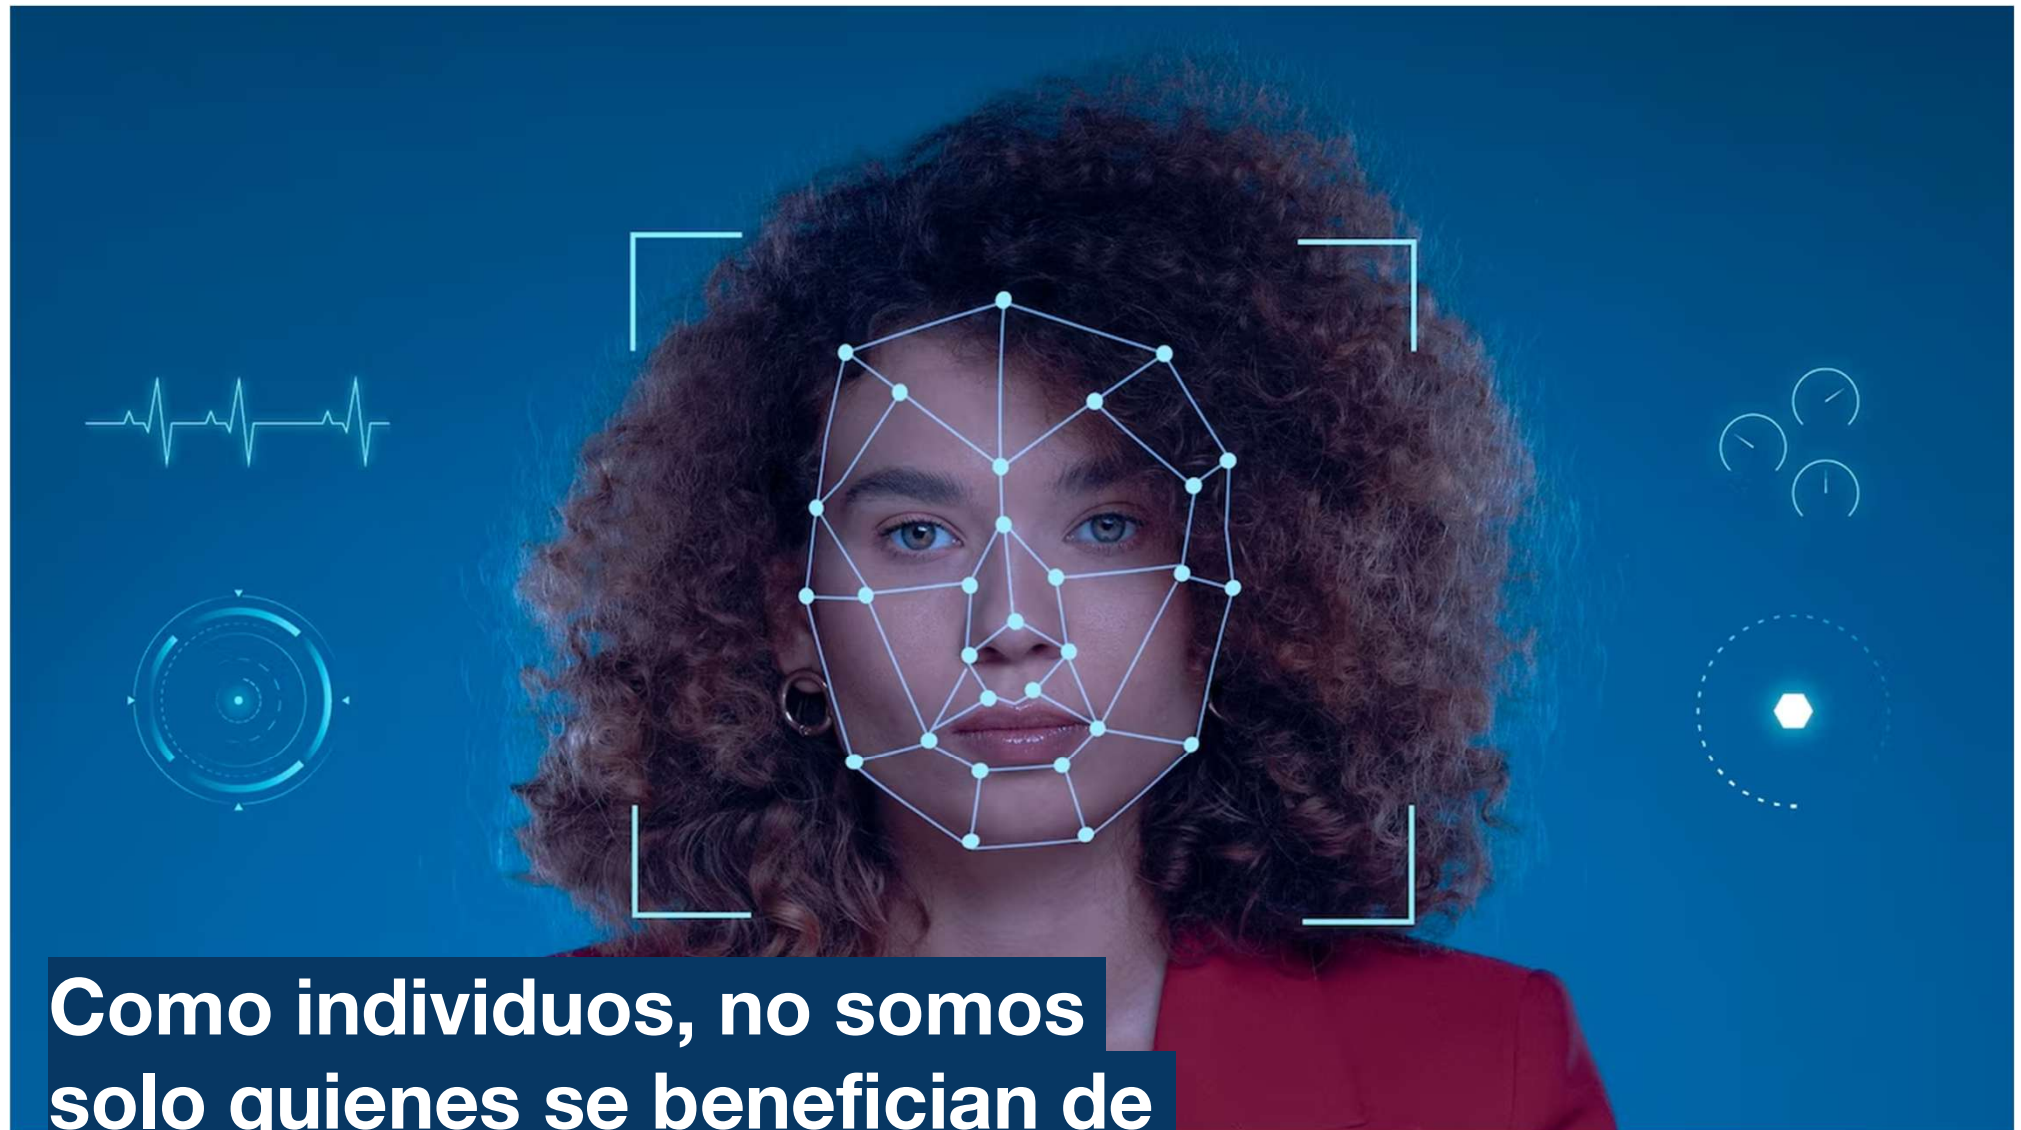 Como individuos, no somos
solo quienes se benefician de